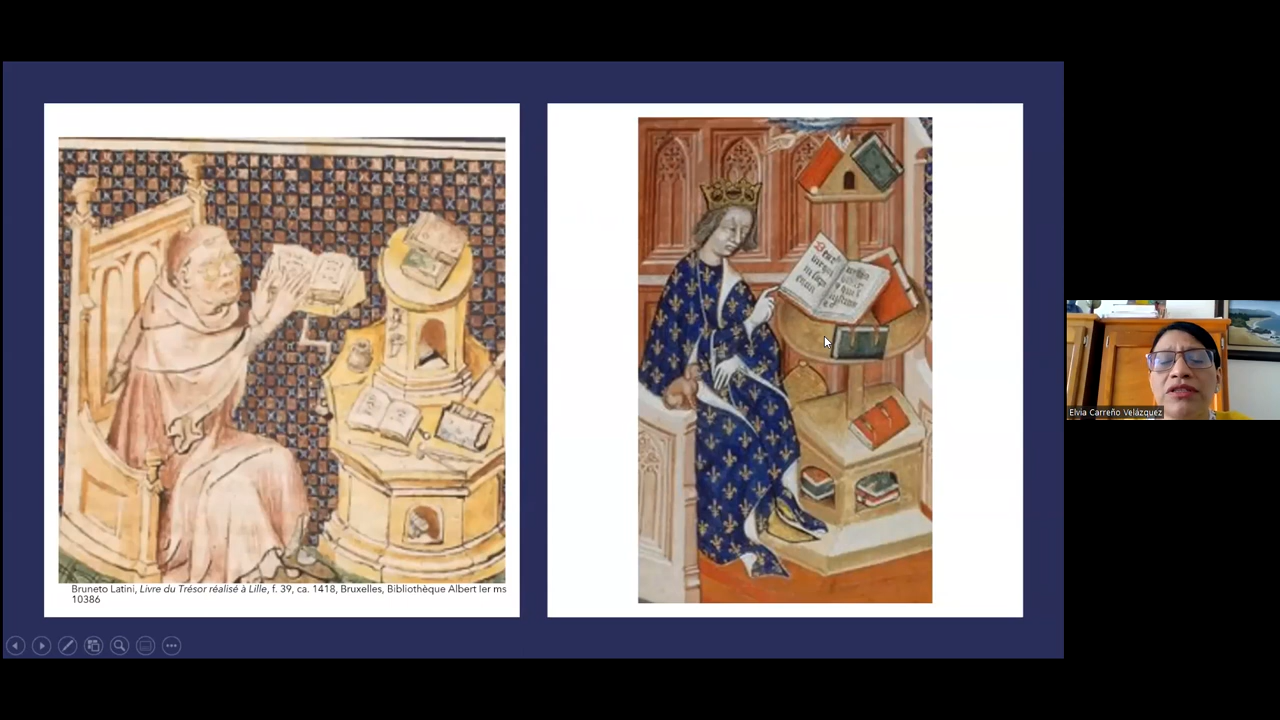 Bruneto Latini, Livre du Trésor réalisé à Lille, f. 39, ca. 1418, Bruxelles, Bibliothèque Albert Ier ms
10386
Elvia Carreño Velázquez